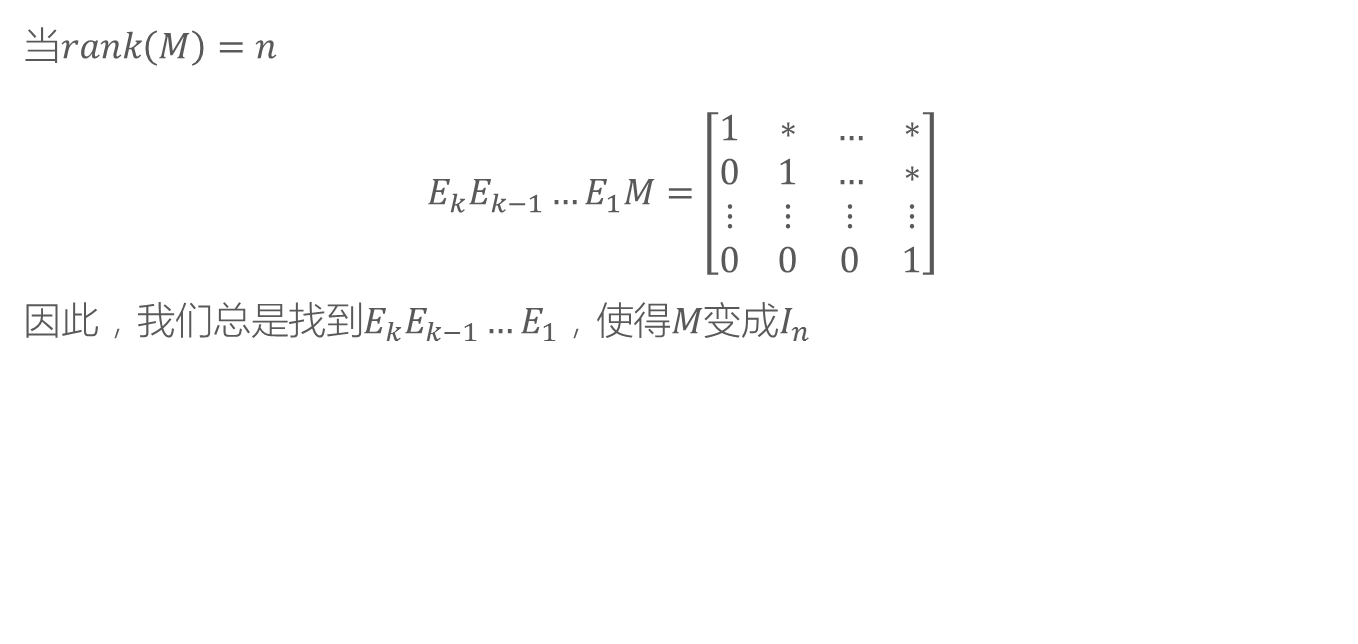 当rank(M) = n
E_k E_{k−1} … E_1 M = [1 * … *
0 1 … *
⋮ ⋮ ⋮ ⋮
0 0 0 1]
因此，我们总是找到E_k E_{k−1} … E_1，使得M变成I_n